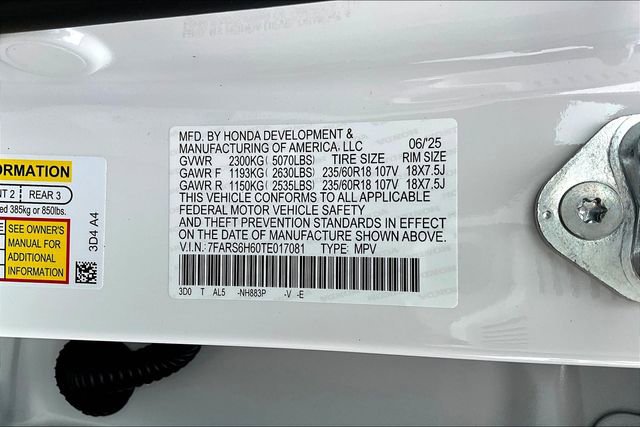 ORMATION
NT 2 REAR 3
ed 385kg or 850lbs.
SEE OWNER'S
MANUAL FOR
ADDITIONAL
INFORMATION
3D4 A4
MFD. BY HONDA DEVELOPMENT &
MANUFACTURING OF AMERICA, LLC 06/'25
GVWR 2300KG( 5070LBS) TIRE SIZE RIM SIZE
GAWR F 1193KG( 2630LBS) 235/60R18 107V 18X7.5J
GAWR R 1150KG( 2535LBS) 235/60R18 107V 18X7.5J
THIS VEHICLE CONFORMS TO ALL APPLICABLE
FEDERAL MOTOR VEHICLE SAFETY
AND THEFT PREVENTION STANDARDS IN EFFECT
ON THE DATE OF MANUFACTURE SHOWN ABOVE.
V.I.N.: 7FARS6H60TE017081 TYPE: MPV
3D0 T AL5 -NH883P -V -E